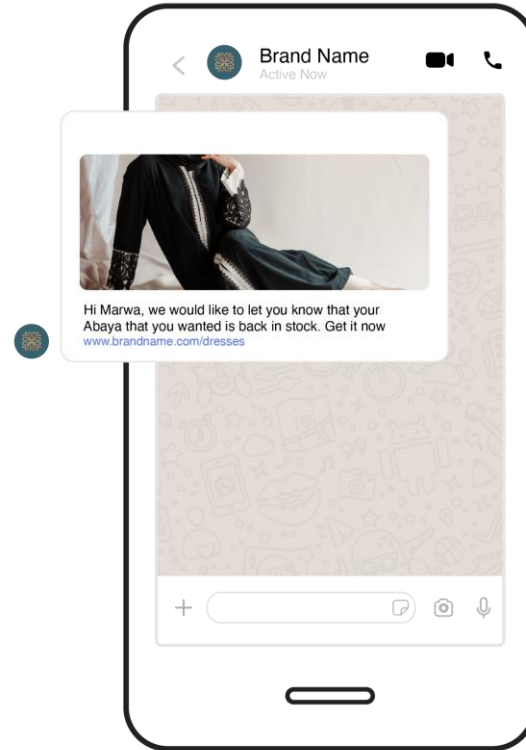 Brand Name
Active Now
Hi Marwa, we would like to let you know that your
Abaya that you wanted is back in stock. Get it now
www.brandname.com/dresses